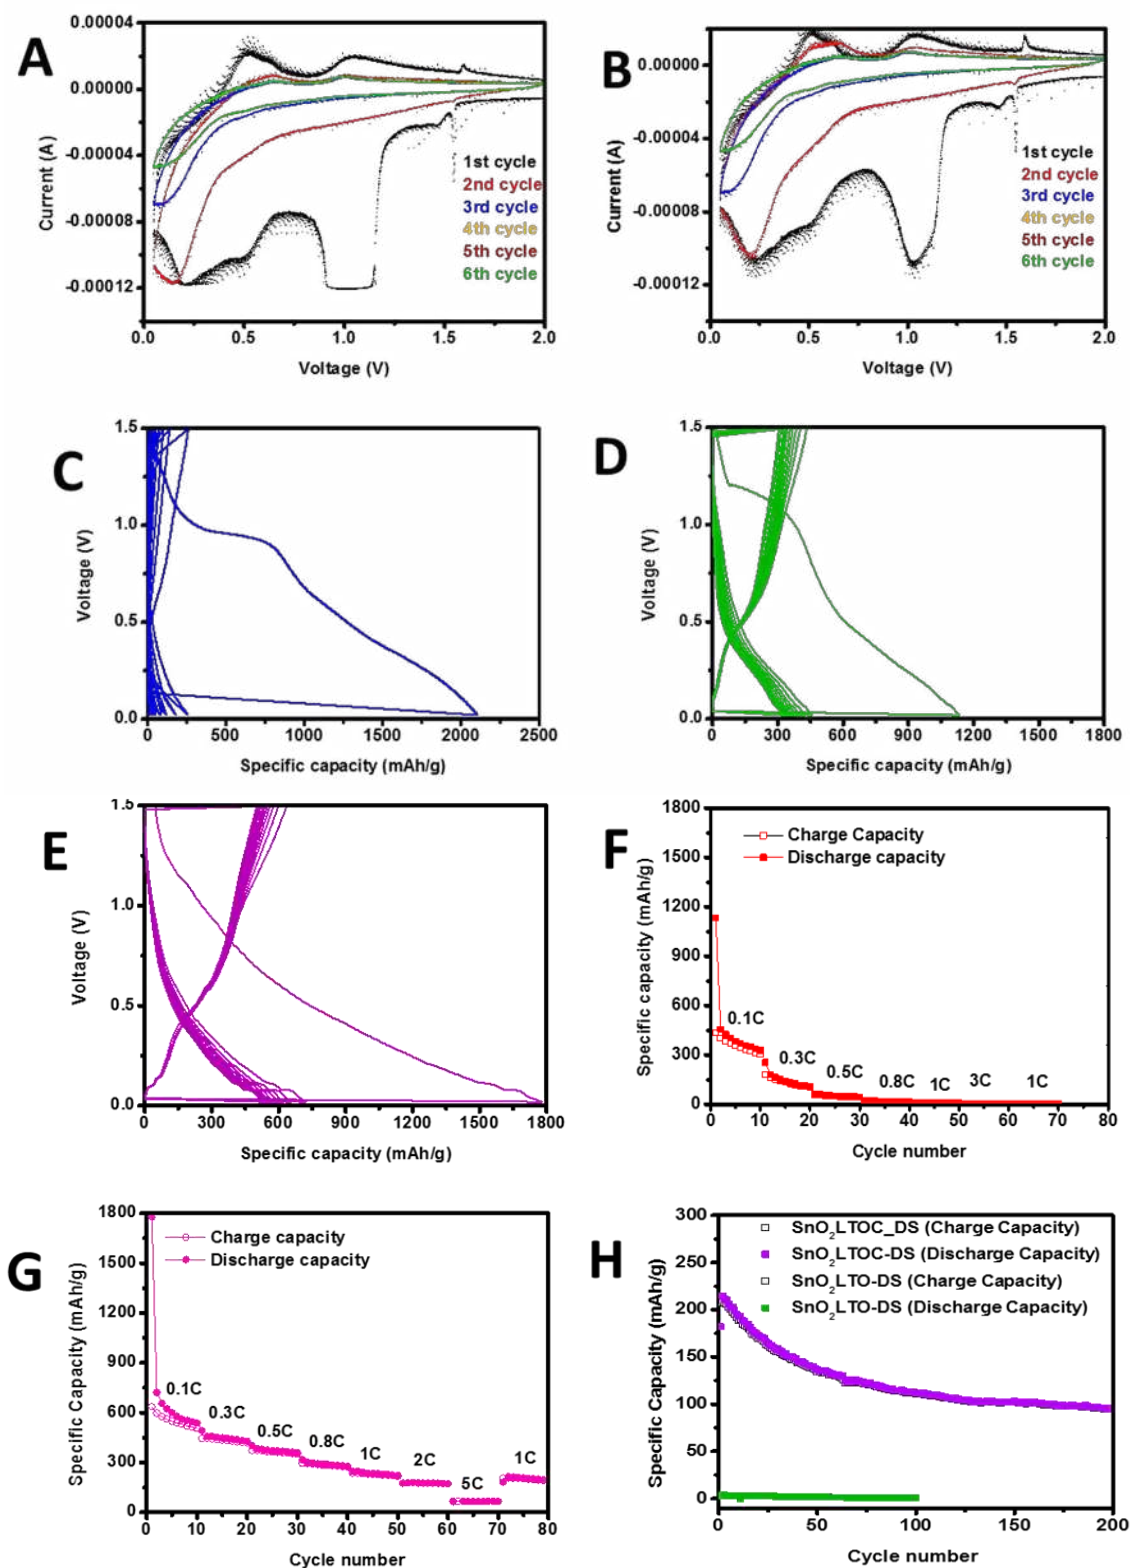 A
0.00004
0.00000
-0.00004
-0.00008
-0.00012
Current (A)
1st cycle
2nd cycle
3rd cycle
4th cycle
5th cycle
6th cycle
0.0 0.5 1.0 1.5 2.0
Voltage (V)
B
0.00000
-0.00004
-0.00008
-0.00012
Current (A)
1st cycle
2nd cycle
3rd cycle
4th cycle
5th cycle
6th cycle
0.0 0.5 1.0 1.5 2.0
Voltage (V)
C
1.5
1.0
0.5
0.0
Voltage (V)
0 500 1000 1500 2000 2500
Specific capacity (mAh/g)
D
1.5
1.0
0.5
0.0
Voltage (V)
0 300 600 900 1200 1500 1800
Specific capacity (mAh/g)
E
1.5
1.0
0.5
0.0
Voltage (V)
0 300 600 900 1200 1500 1800
Specific capacity (mAh/g)
F
1800
1500
1200
900
600
300
0
Specific capacity (mAh/g)
Charge Capacity
Discharge capacity
0.1C
0.3C
0.5C
0.8C
1C
3C
1C
0 10 20 30 40 50 60 70 80
Cycle number
G
1800
1500
1200
900
600
300
0
Specific Capacity (mAh/g)
Charge capacity
Discharge capacity
0.1C
0.3C
0.5C
0.8C
1C
2C
5C
1C
0 10 20 30 40 50 60 70 80
Cycle number
H
300
250
200
150
100
50
0
Specific Capacity (mAh/g)
SnO2LTOC_DS (Charge Capacity)
SnO2LTOC-DS (Discharge Capacity)
SnO2LTO-DS (Charge Capacity)
SnO2LTO-DS (Discharge Capacity)
0 50 100 150 200
Cycle number